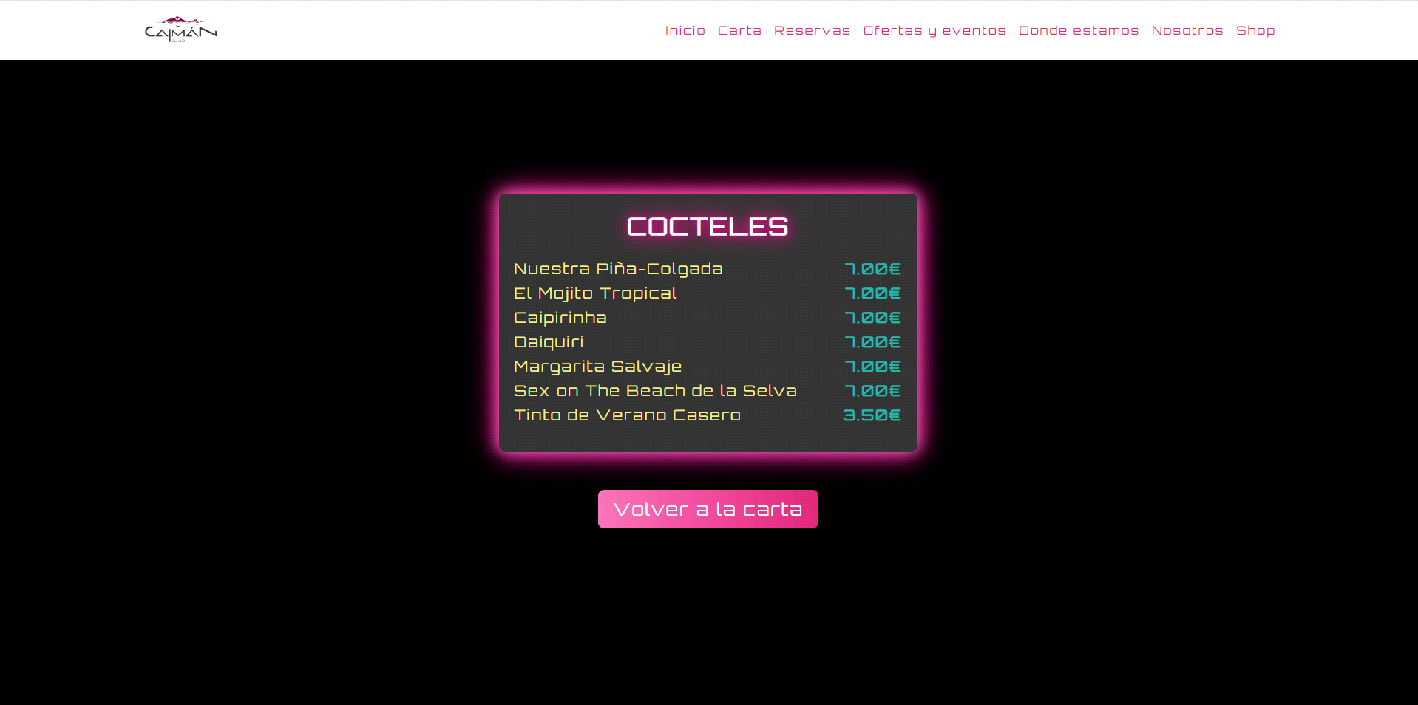 CAIMÁN
Inicio Carta Reservas Ofertas y eventos Donde estamos Nosotros Shop
COCTELES
Nuestra Piña-Colgada 7.00€
El Mojito Tropical 7.00€
Caipirinha 7.00€
Daiquiri 7.00€
Margarita Salvaje 7.00€
Sex on The Beach de la Selva 7.00€
Tinto de Verano Casero 3.50€
Volver a la carta